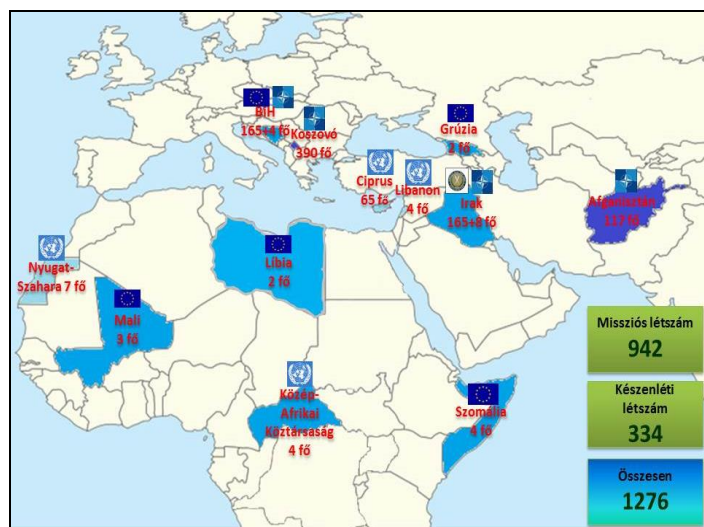 BiH
165+4 fő
Koszovó
390 fő
Grúzia
2 fő
Ciprus
65 fő
Libanon
4 fő
Irak
165+8 fő
Afganisztán
117 fő
Nyugat-
Szahara 7 fő
Líbia
2 fő
Mali
3 fő
Közép-
Afrikai
Köztársaság
4 fő
Szomália
4 fő
Missziós létszám
942
Készenléti
létszám
334
Összesen
1276